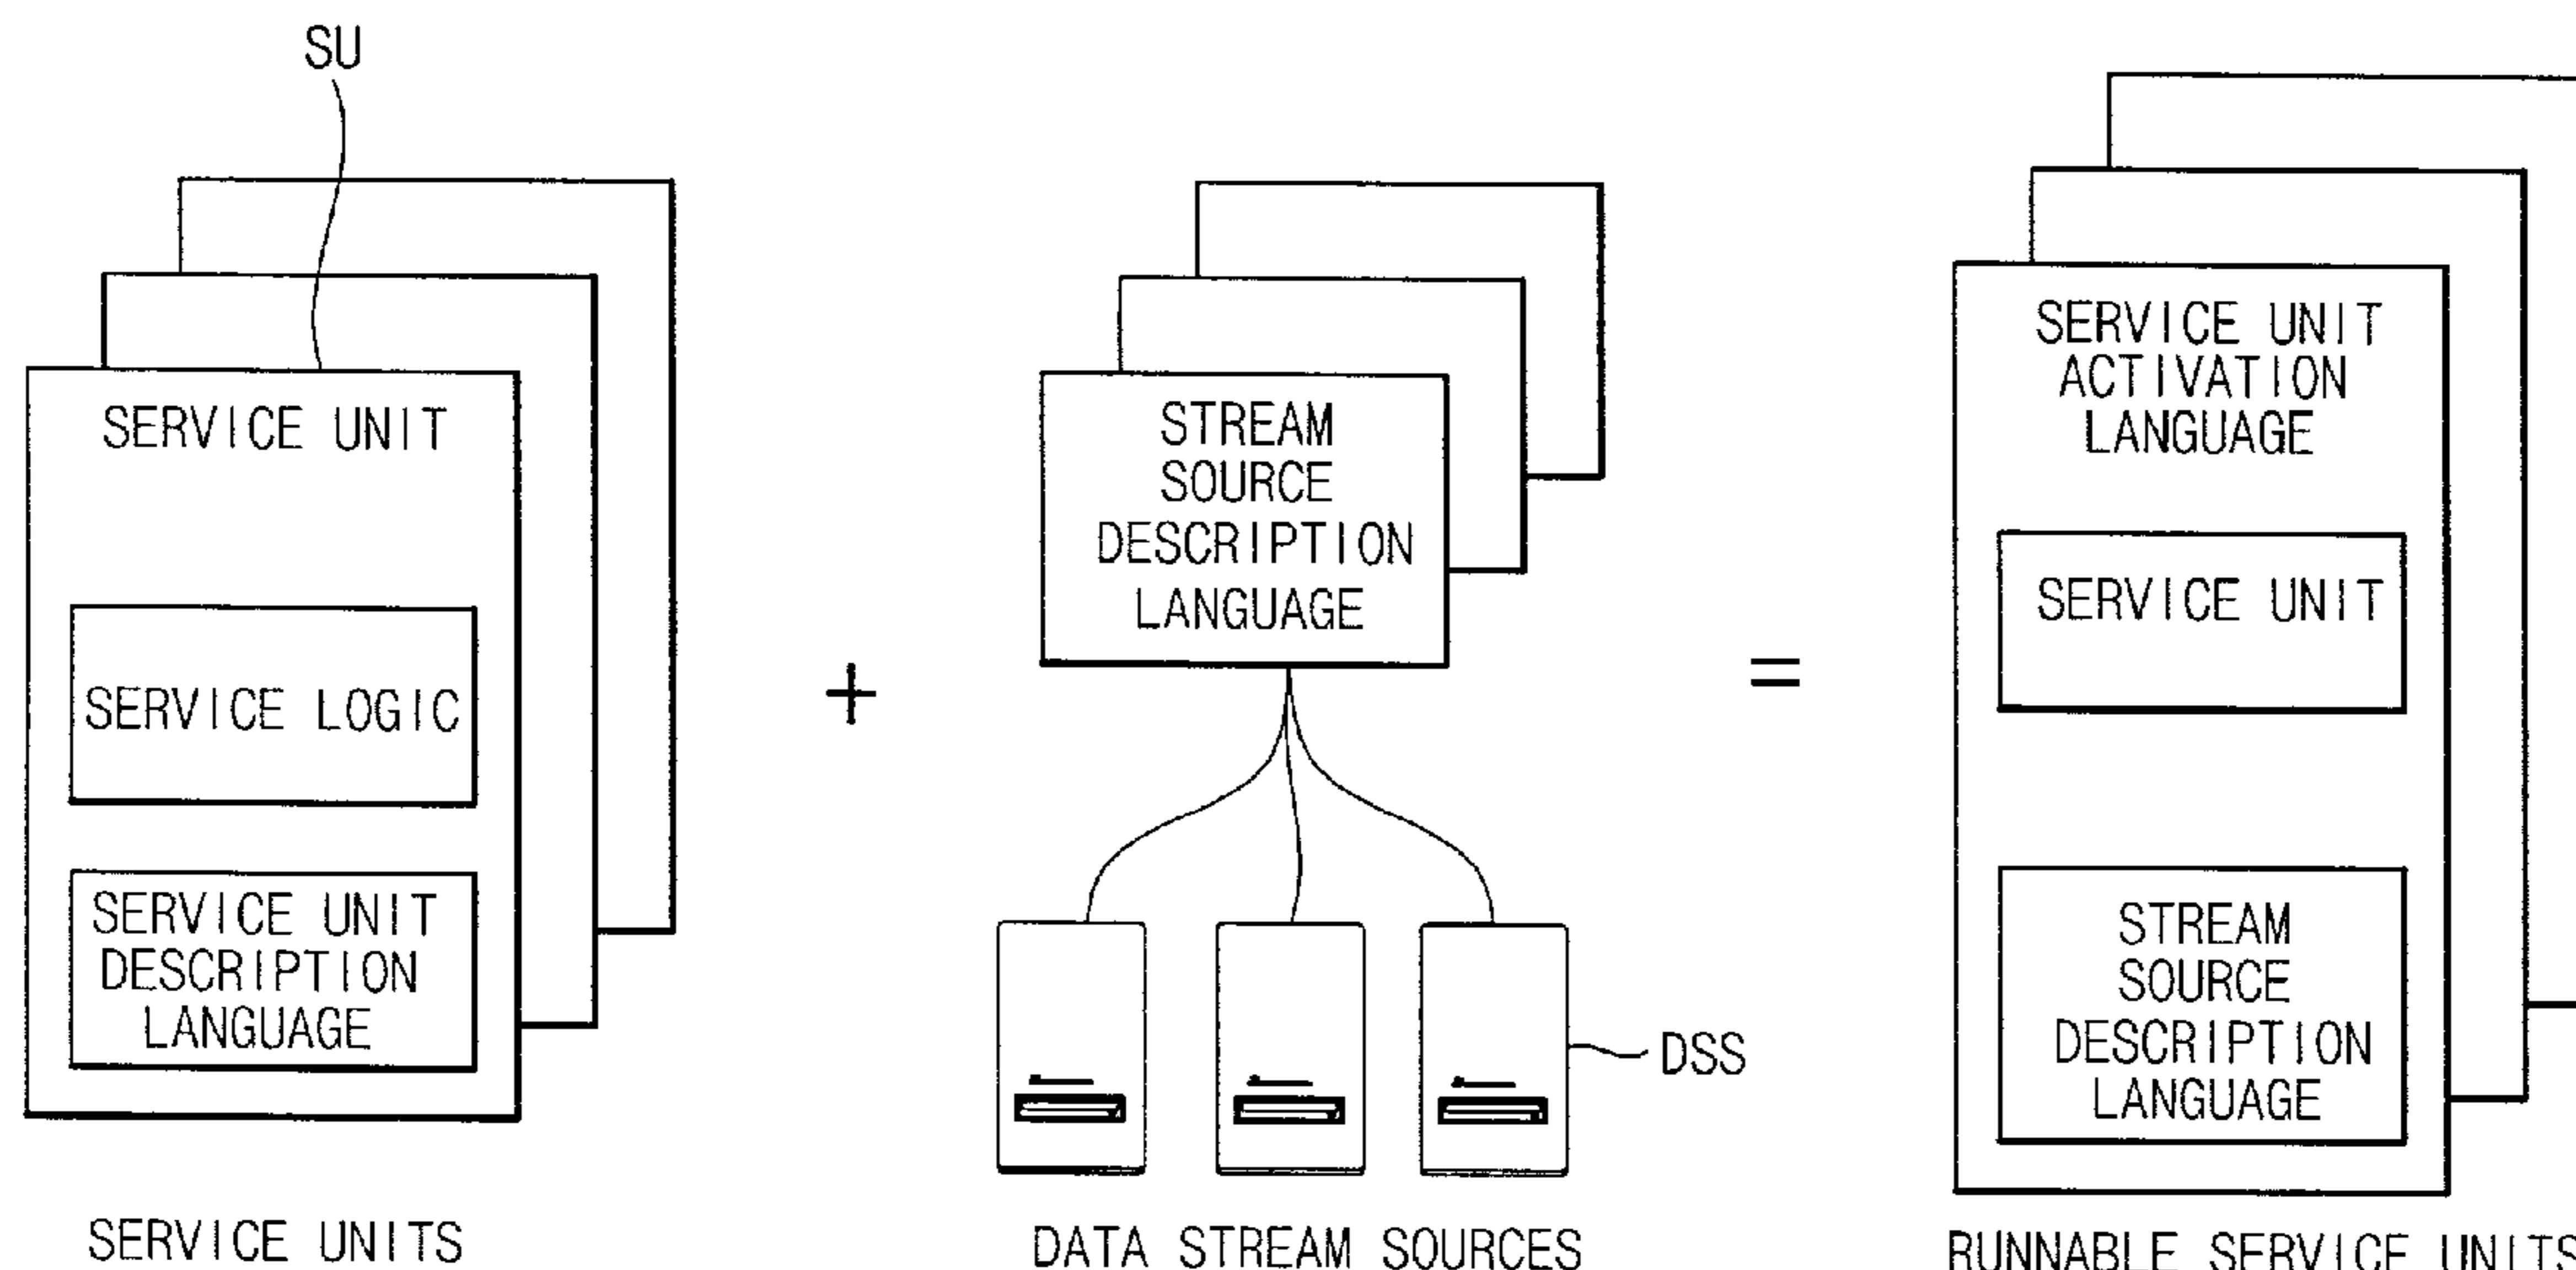 SU
SERVICE UNIT
SERVICE LOGIC
SERVICE UNIT
DESCRIPTION
LANGUAGE
SERVICE UNITS
+
STREAM
SOURCE
DESCRIPTION
LANGUAGE
DSS
DATA STREAM SOURCES
=
SERVICE UNIT
ACTIVATION
LANGUAGE
SERVICE UNIT
STREAM
SOURCE
DESCRIPTION
LANGUAGE
RUNNABLE SERVICE UNITS